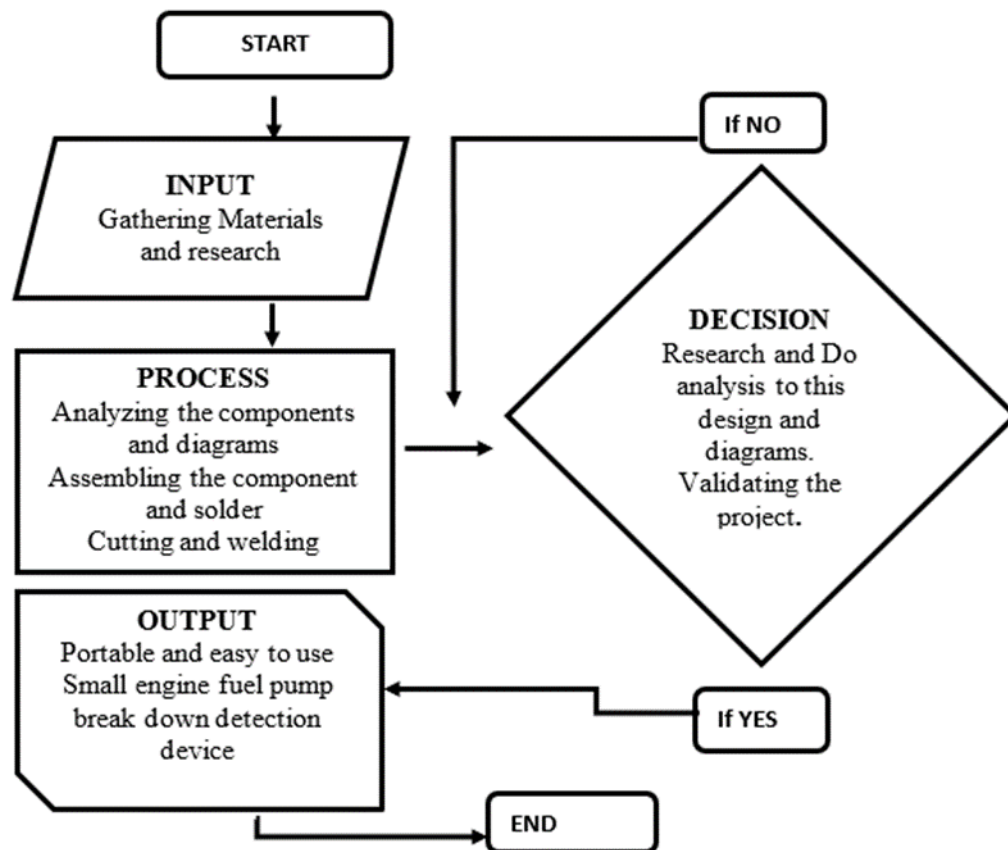 START
INPUT
Gathering Materials
and research
PROCESS
Analyzing the components
and diagrams
Assembling the component
and solder
Cutting and welding
If NO
DECISION
Research and Do
analysis to this
design and
diagrams.
Validating the
project.
If YES
OUTPUT
Portable and easy to use
Small engine fuel pump
break down detection
device
END